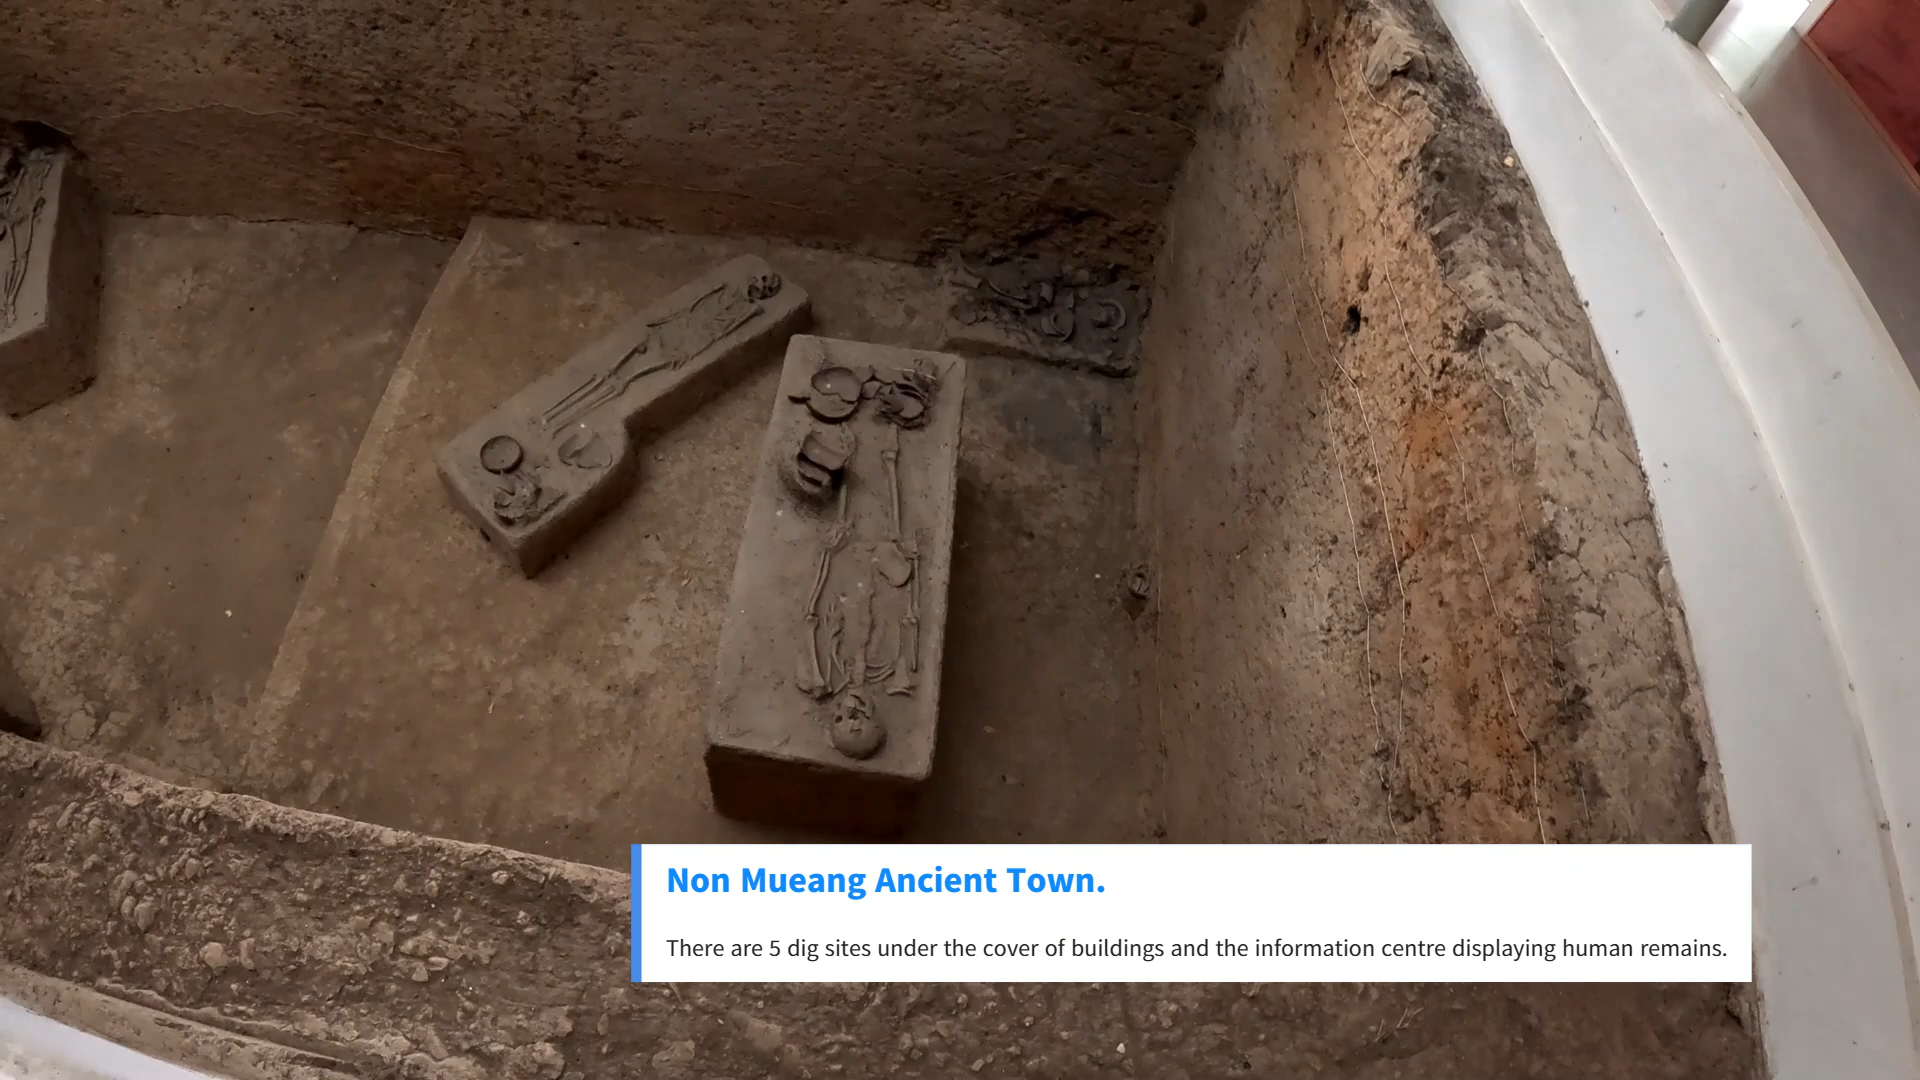 Non Mueang Ancient Town.
There are 5 dig sites under the cover of buildings and the information centre displaying human remains.